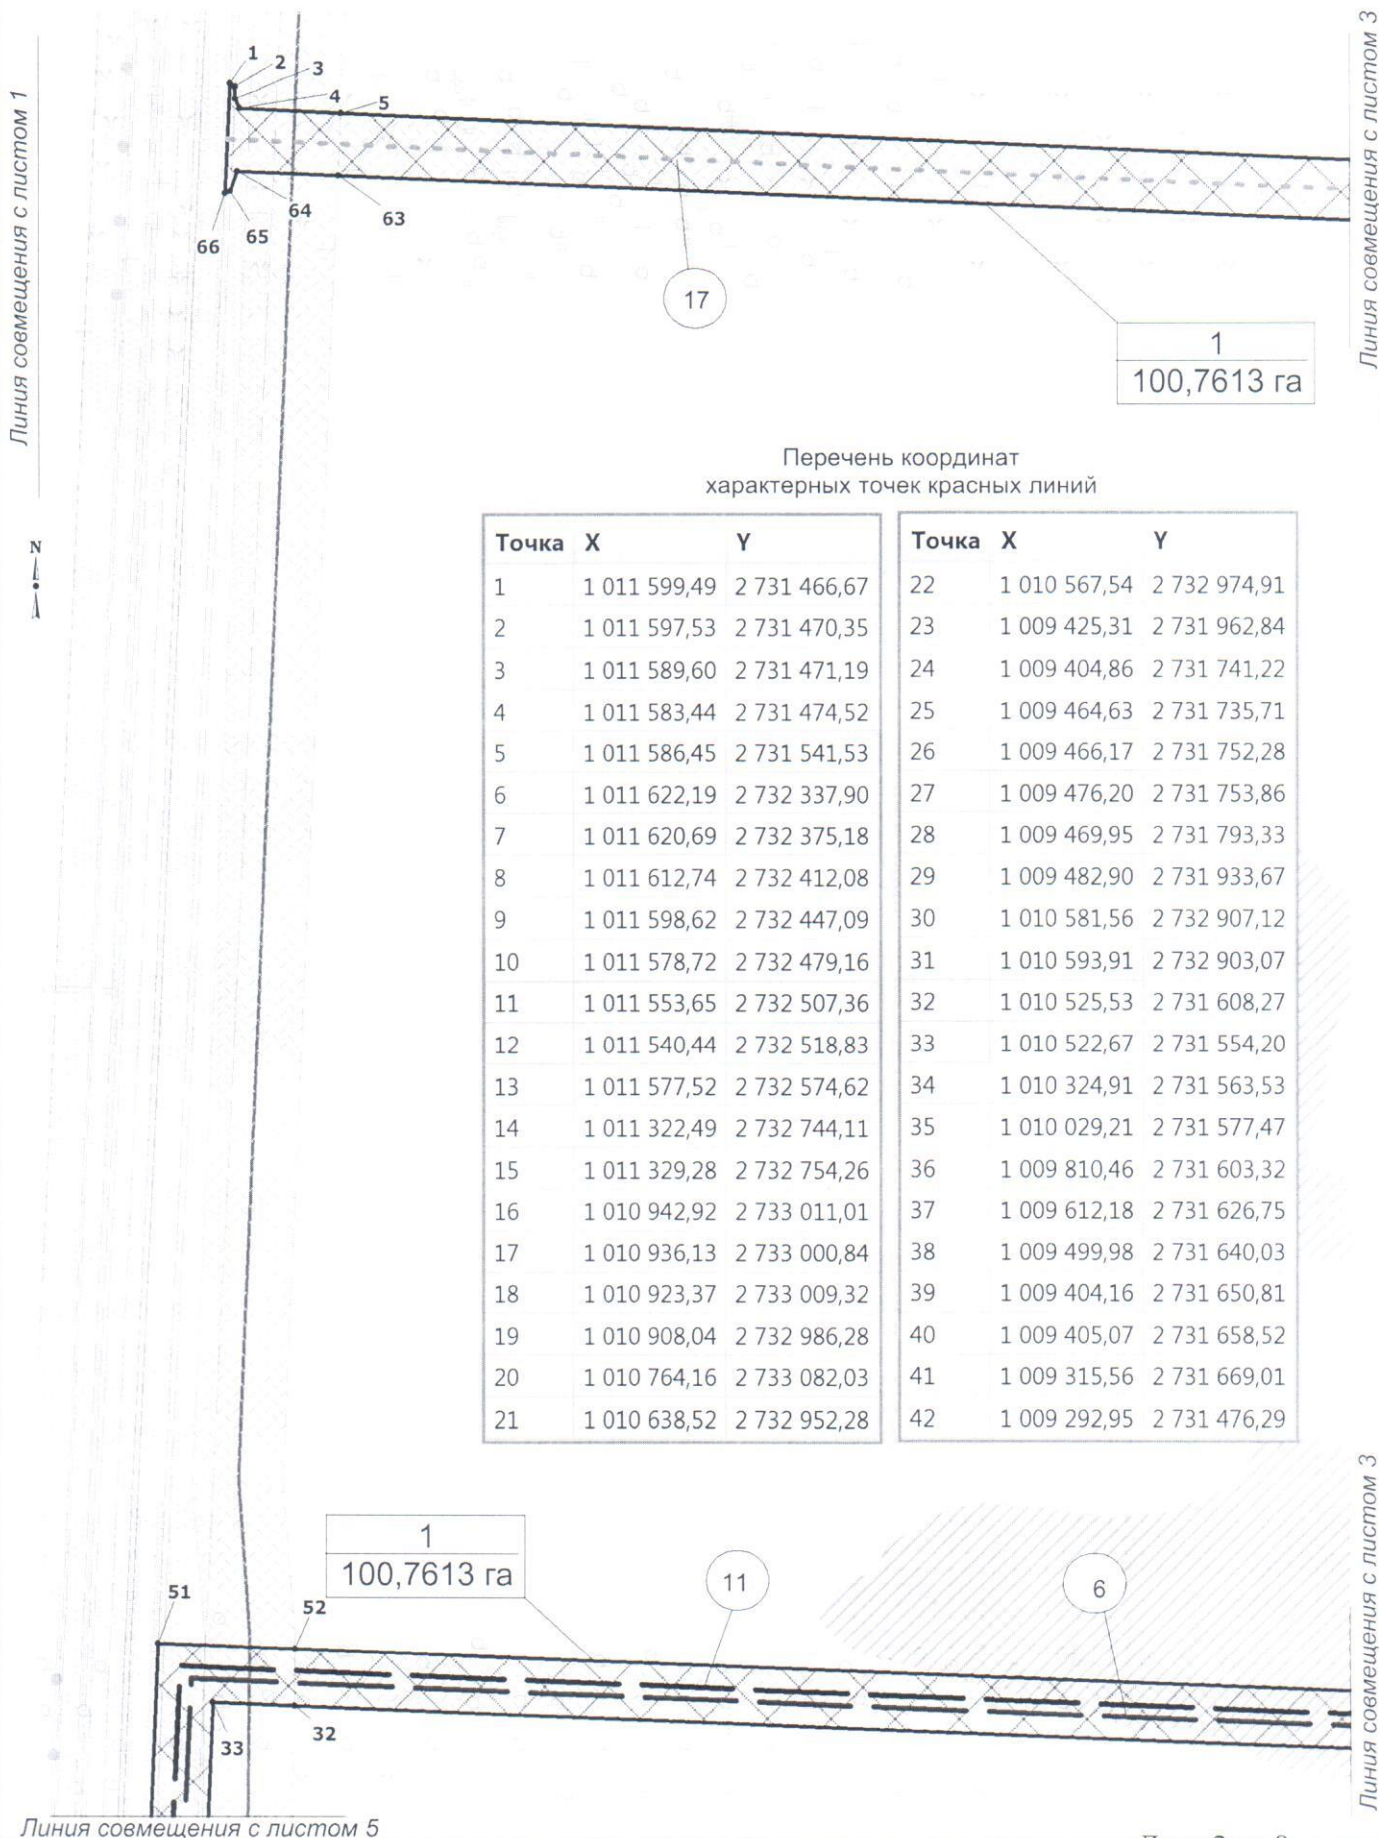 Линия совмещения с листом 1
Линия совмещения с листом 3
1
2
3
4
5
66
65
64
63
17
1
100,7613 га
N
Перечень координат
характерных точек красных линий
Точка X Y
1 1 011 599,49 2 731 466,67
2 1 011 597,53 2 731 470,35
3 1 011 589,60 2 731 471,19
4 1 011 583,44 2 731 474,52
5 1 011 586,45 2 731 541,53
6 1 011 622,19 2 732 337,90
7 1 011 620,69 2 732 375,18
8 1 011 612,74 2 732 412,08
9 1 011 598,62 2 732 447,09
10 1 011 578,72 2 732 479,16
11 1 011 553,65 2 732 507,36
12 1 011 540,44 2 732 518,83
13 1 011 577,52 2 732 574,62
14 1 011 322,49 2 732 744,11
15 1 011 329,28 2 732 754,26
16 1 010 942,92 2 733 011,01
17 1 010 936,13 2 733 000,84
18 1 010 923,37 2 733 009,32
19 1 010 908,04 2 732 986,28
20 1 010 764,16 2 733 082,03
21 1 010 638,52 2 732 952,28
Точка X Y
22 1 010 567,54 2 732 974,91
23 1 009 425,31 2 731 962,84
24 1 009 404,86 2 731 741,22
25 1 009 464,63 2 731 735,71
26 1 009 466,17 2 731 752,28
27 1 009 476,20 2 731 753,86
28 1 009 469,95 2 731 793,33
29 1 009 482,90 2 731 933,67
30 1 010 581,56 2 732 907,12
31 1 010 593,91 2 732 903,07
32 1 010 525,53 2 731 608,27
33 1 010 522,67 2 731 554,20
34 1 010 324,91 2 731 563,53
35 1 010 029,21 2 731 577,47
36 1 009 810,46 2 731 603,32
37 1 009 612,18 2 731 626,75
38 1 009 499,98 2 731 640,03
39 1 009 404,16 2 731 650,81
40 1 009 405,07 2 731 658,52
41 1 009 315,56 2 731 669,01
42 1 009 292,95 2 731 476,29
Линия совмещения с листом 3
1
100,7613 га
11
6
51
52
33
32
Линия совмещения с листом 5